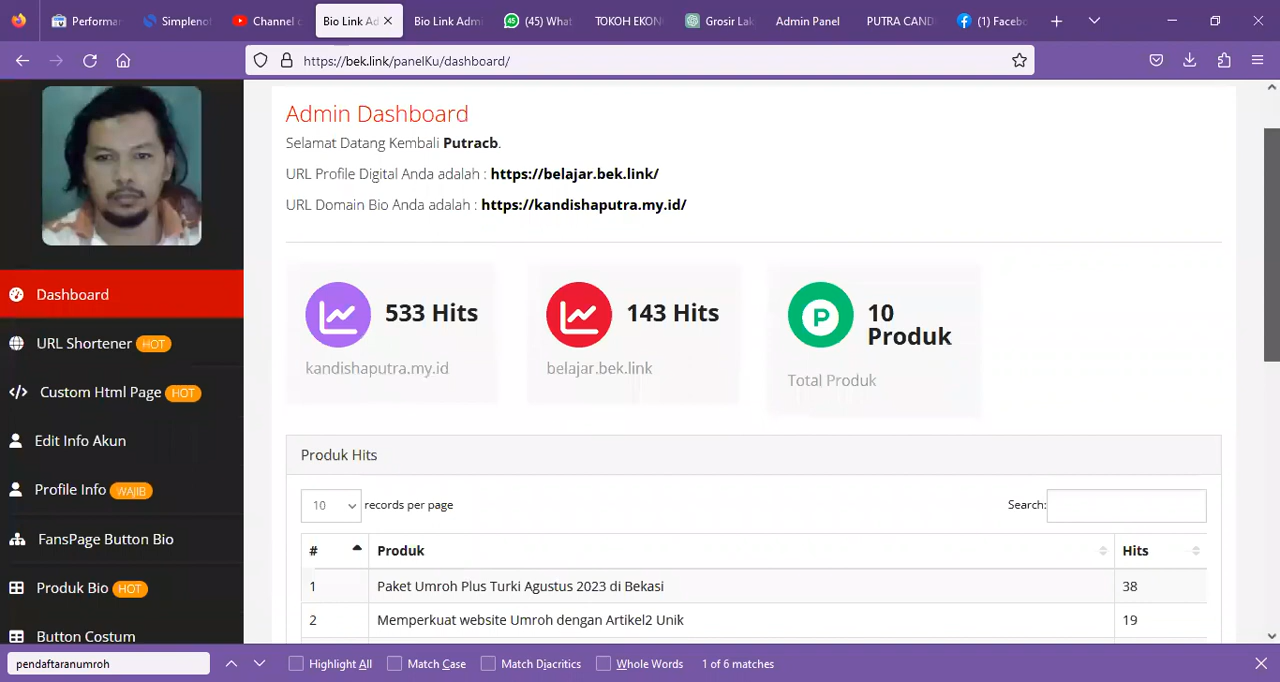 Performar
Simplenot
Channel c
Bio Link Ad
Bio Link Admi
(45) What
TOKOH EKONO
Grosir Lak
Admin Panel
PUTRA CAND
(1) Facebo
https://bek.link/panelKu/dashboard/
Admin Dashboard
Selamat Datang Kembali Putracb.
URL Profile Digital Anda adalah : https://belajar.bek.link/
URL Domain Bio Anda adalah : https://kandishaputra.my.id/
Dashboard
URL Shortener HOT
Custom Html Page HOT
Edit Info Akun
Profile Info WAJIB
FansPage Button Bio
Produk Bio HOT
Button Costum
533 Hits
kandishaputra.my.id
143 Hits
belajar.bek.link
10
Produk
Total Produk
Produk Hits
10 records per page
Search:
# Produk Hits
1 Paket Umroh Plus Turki Agustus 2023 di Bekasi 38
2 Memperkuat website Umroh dengan Artikel2 Unik 19
pendaftaranumroh
Highlight All
Match Case
Match Diacritics
Whole Words
1 of 6 matches